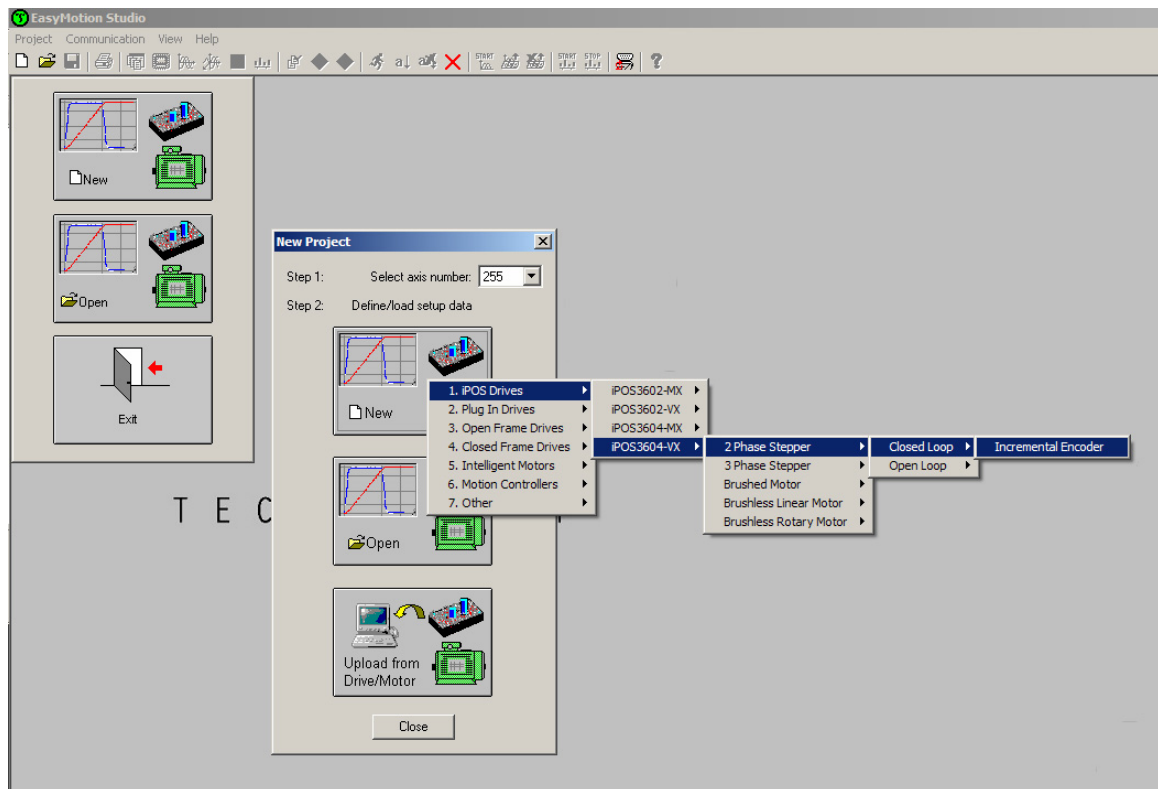 EasyMotion Studio
Project Communication View Help
START START STOP
New
Open
Exit
T E C
New Project
Step 1: Select axis number: 255
Step 2: Define/load setup data
New
1. iPOS Drives
2. Plug In Drives
3. Open Frame Drives
4. Closed Frame Drives
5. Intelligent Motors
6. Motion Controllers
7. Other
iPOS3602-MX
iPOS3602-VX
iPOS3604-MX
iPOS3604-VX
2 Phase Stepper
3 Phase Stepper
Brushed Motor
Brushless Linear Motor
Brushless Rotary Motor
Closed Loop
Open Loop
Incremental Encoder
Open
Upload from
Drive/Motor
Close